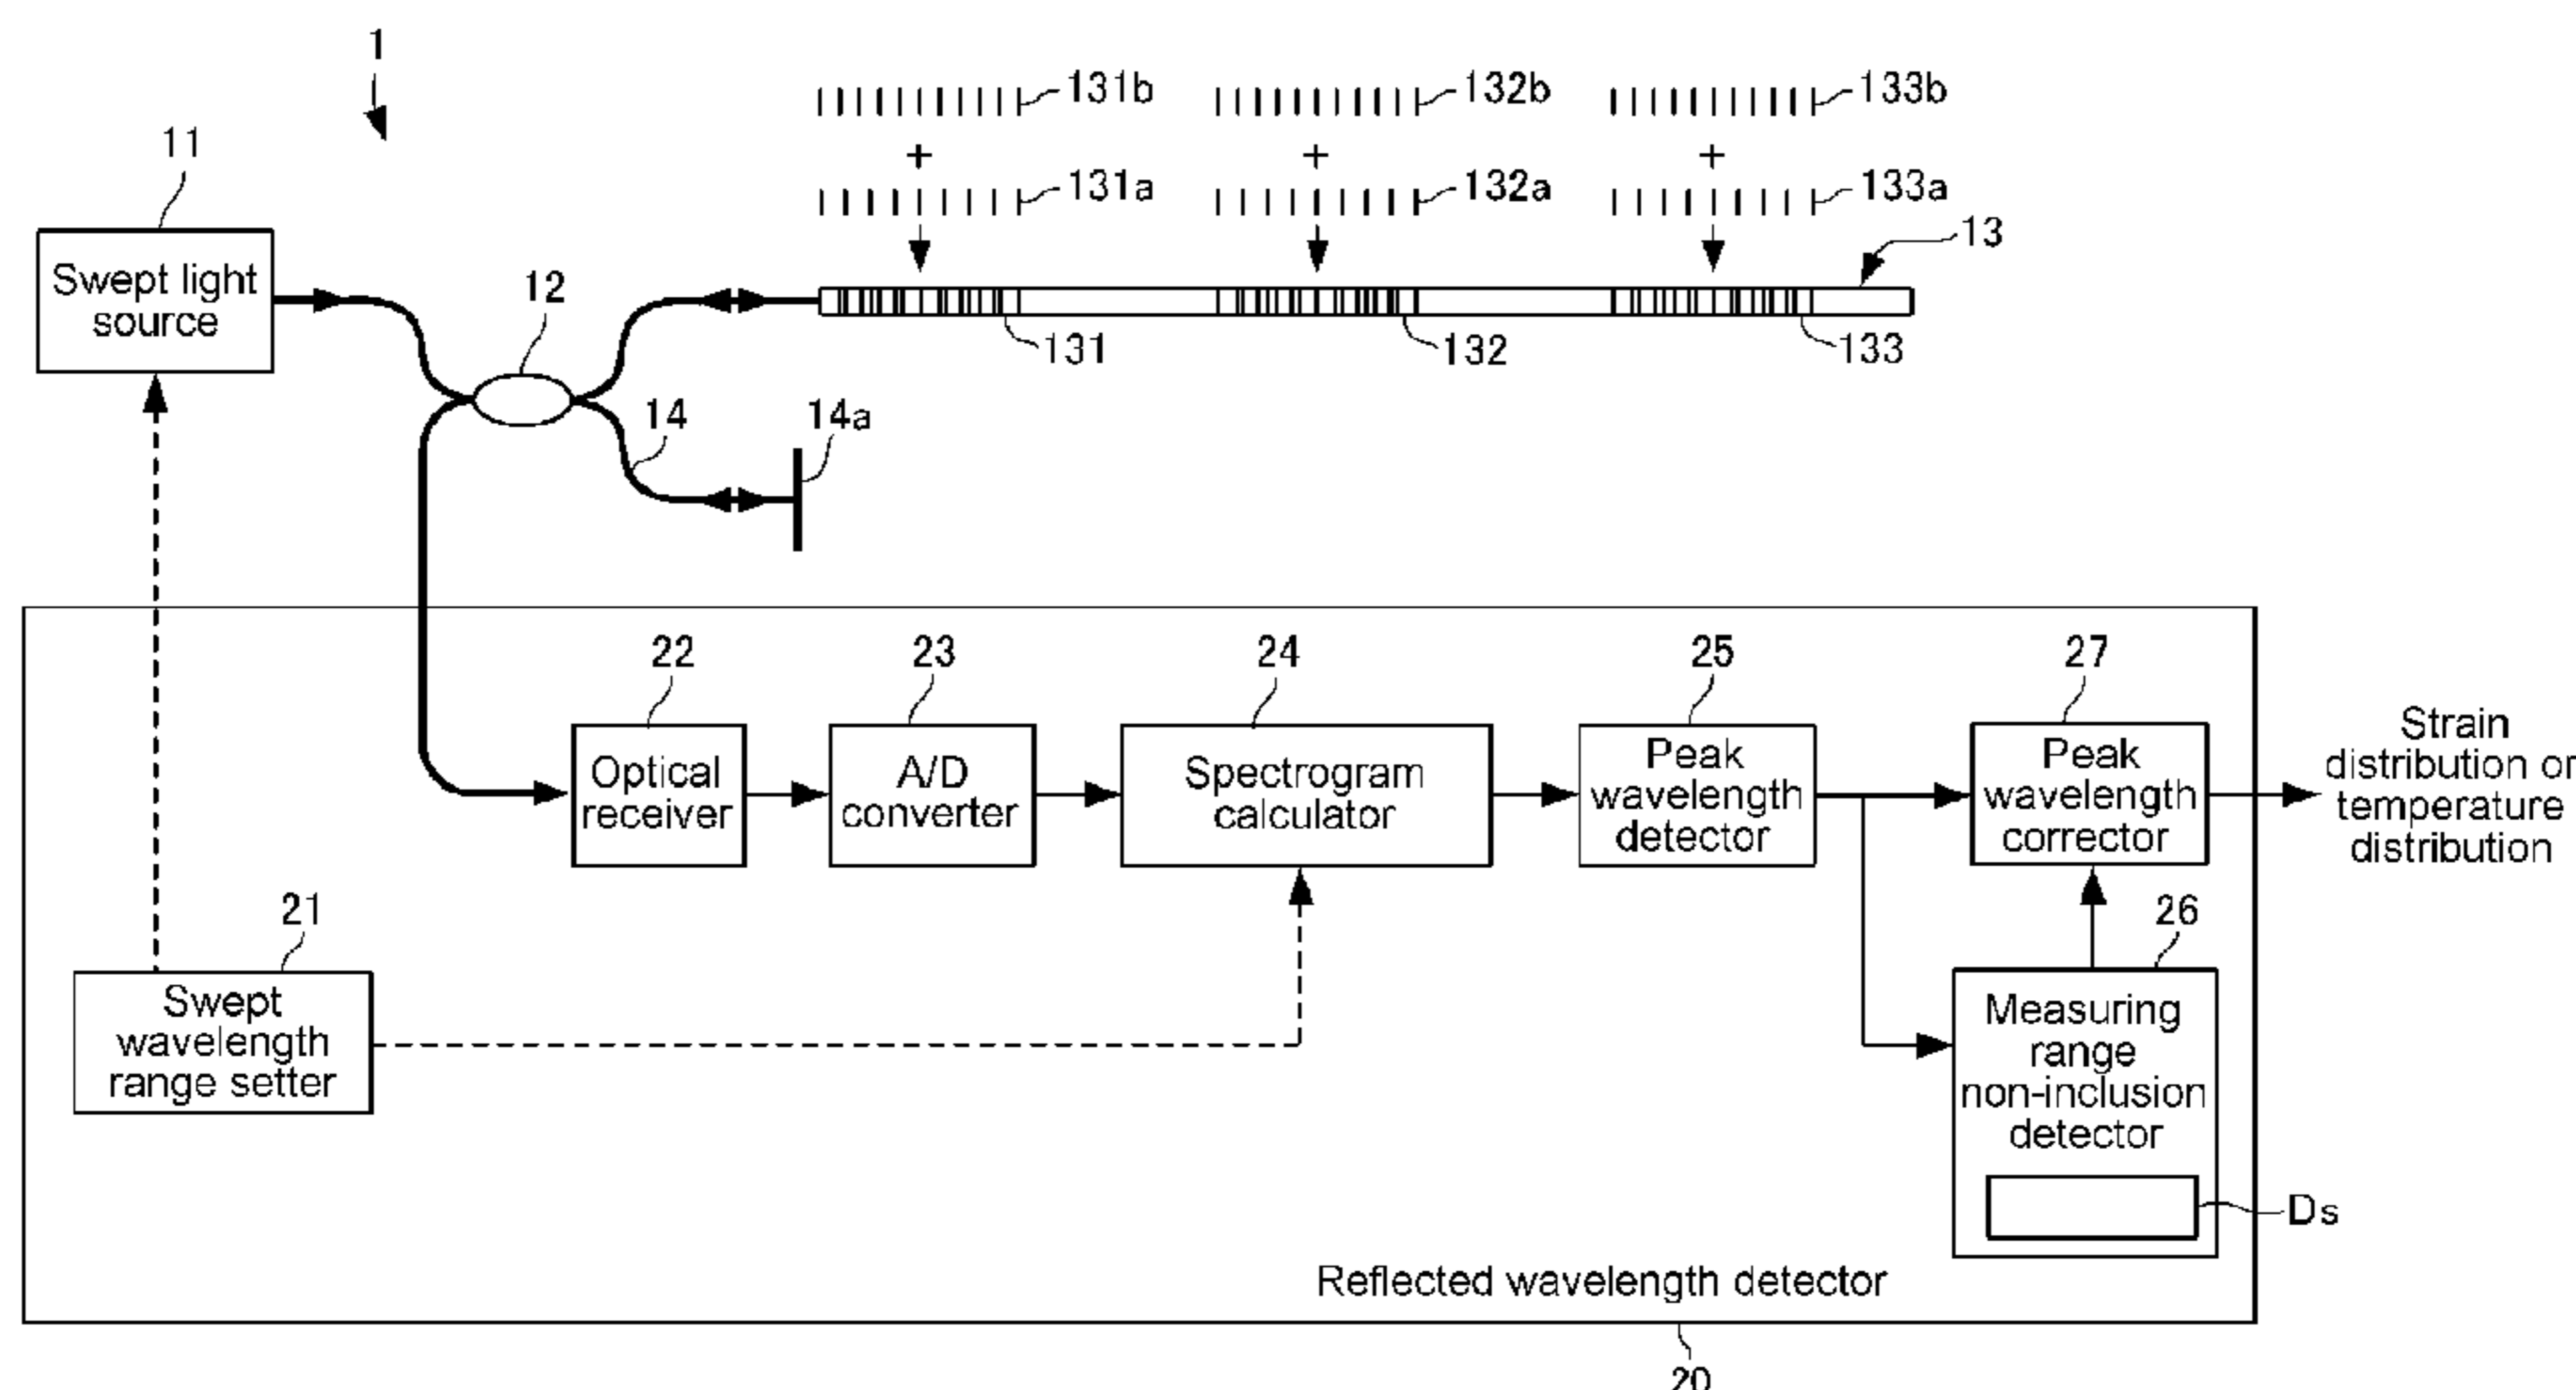 1
131b
132b
133b
+
+
+
11
131a
132a
133a
13
Swept light
source
12
131
132
133
14
14a
22
23
24
25
27
Optical
receiver
A/D
converter
Spectrogram
calculator
Peak
wavelength
detector
Peak
wavelength
corrector
Strain
distribution or
temperature
distribution
21
26
Swept
wavelength
range setter
Measuring
range
non-inclusion
detector
Ds
Reflected wavelength detector
20